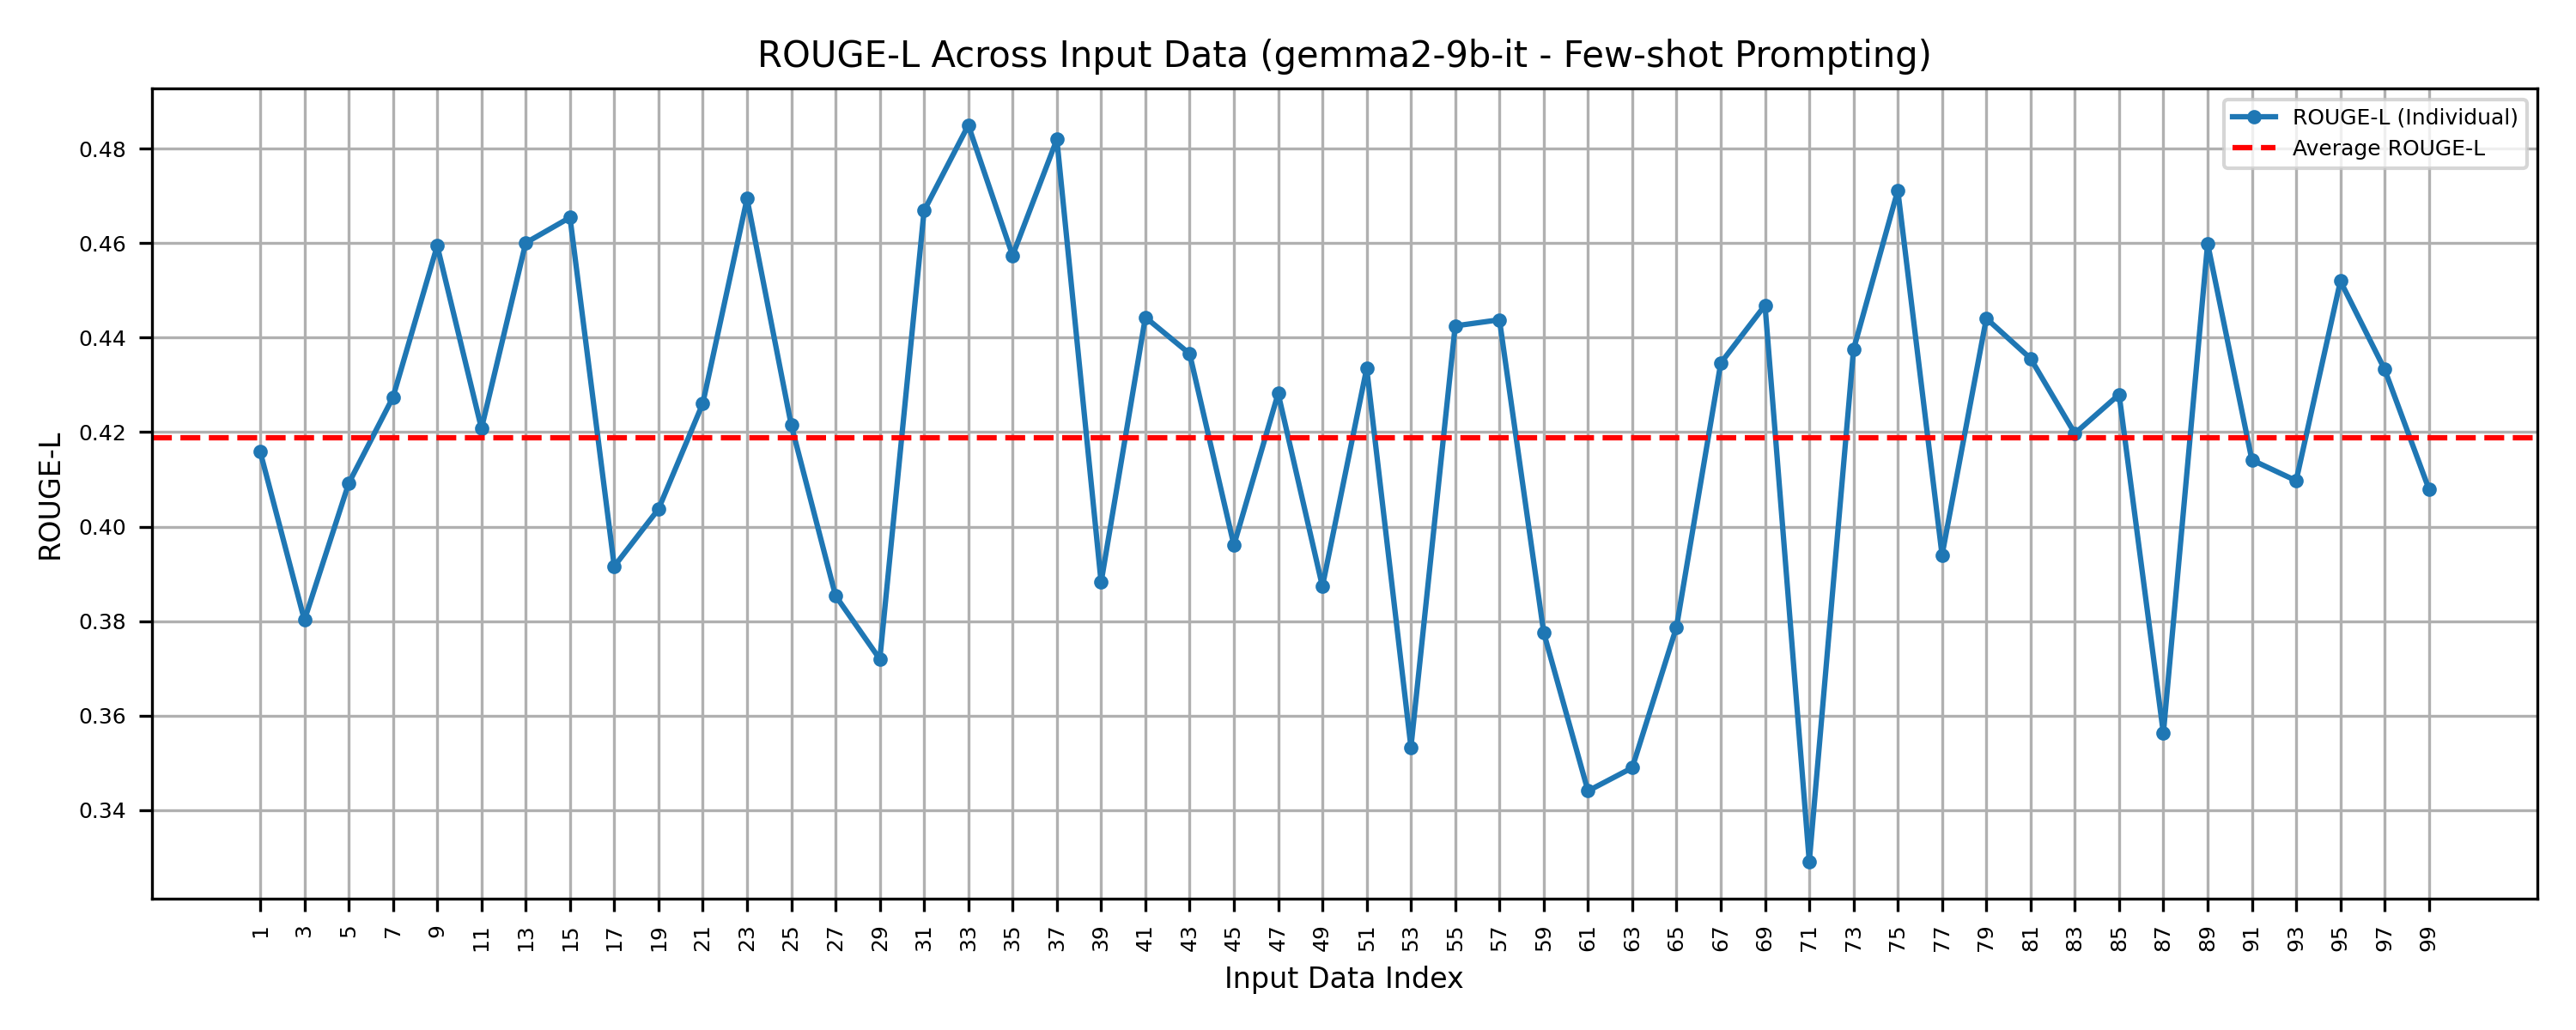 ROUGE-L Across Input Data (gemma2-9b-it - Few-shot Prompting)
ROUGE-L (Individual)
Average ROUGE-L
ROUGE-L
0.48
0.46
0.44
0.42
0.40
0.38
0.36
0.34
1 3 5 7 9 11 13 15 17 19 21 23 25 27 29 31 33 35 37 39 41 43 45 47 49 51 53 55 57 59 61 63 65 67 69 71 73 75 77 79 81 83 85 87 89 91 93 95 97 99
Input Data Index